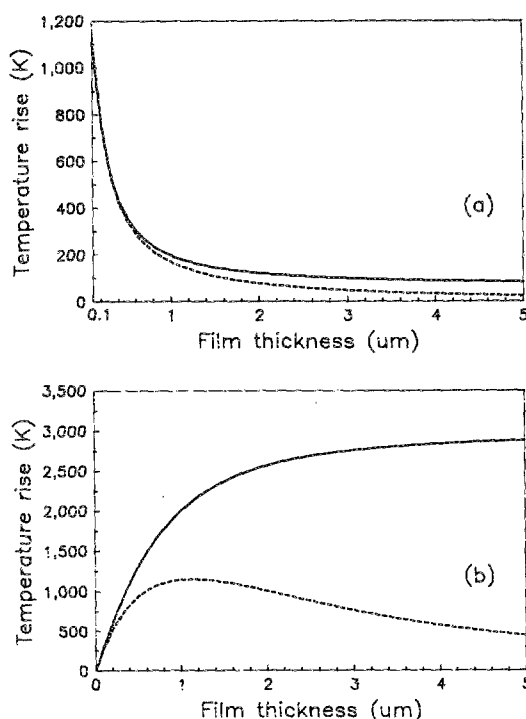 1,200
1,000
800
600
400
200
0
Temperature rise (K)
(a)
0.1 1 2 3 4 5
Film thickness (um)
3,500
3,000
2,500
2,000
1,500
1,000
500
0
Temperature rise (K)
(b)
0 1 2 3 4 5
Film thickness (um)